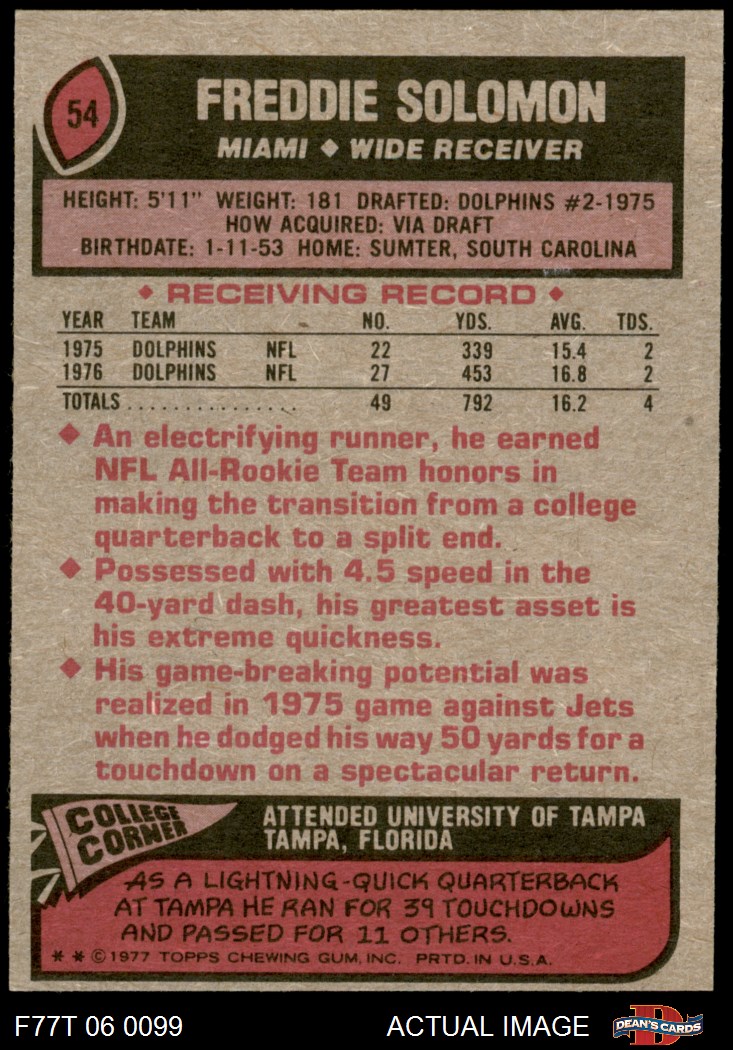 54
FREDDIE SOLOMON
MIAMI ◆ WIDE RECEIVER
HEIGHT: 5'11" WEIGHT: 181 DRAFTED: DOLPHINS #2-1975
HOW ACQUIRED: VIA DRAFT
BIRTHDATE: 1-11-53 HOME: SUMTER, SOUTH CAROLINA
◆ RECEIVING RECORD ◆
YEAR TEAM NO. YDS. AVG. TDS.
1975 DOLPHINS NFL 22 339 15.4 2
1976 DOLPHINS NFL 27 453 16.8 2
TOTALS................ 49 792 16.2 4
◆ An electrifying runner, he earned
NFL All-Rookie Team honors in
making the transition from a college
quarterback to a split end.
◆ Possessed with 4.5 speed in the
40-yard dash, his greatest asset is
his extreme quickness.
◆ His game-breaking potential was
realized in 1975 game against Jets
when he dodged his way 50 yards for a
touchdown on a spectacular return.
COLLEGE
CORNER
ATTENDED UNIVERSITY OF TAMPA
TAMPA, FLORIDA
AS A LIGHTNING-QUICK QUARTERBACK
AT TAMPA HE RAN FOR 39 TOUCHDOWNS
AND PASSED FOR 11 OTHERS.
* * © 1977 TOPPS CHEWING GUM, INC. PRTD. IN U.S.A.
F77T 06 0099 ACTUAL IMAGE D DEAN'S CARDS